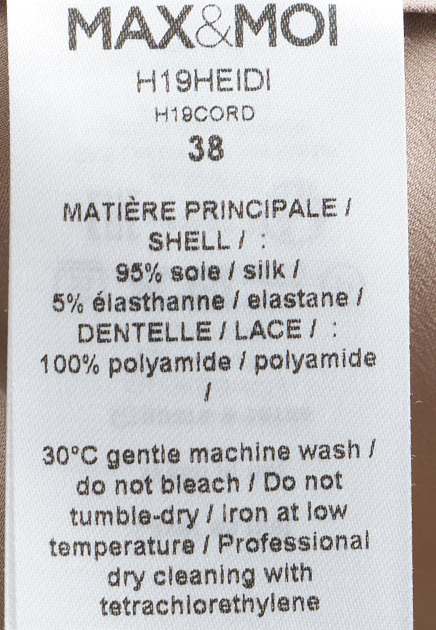 MAX&MOI
H19HEIDI
H19CORD
38
MATIÈRE PRINCIPALE /
SHELL / :
95% soie / silk /
5% élasthanne / elastane /
DENTELLE / LACE / :
100% polyamide / polyamide
/
30°C gentle machine wash /
do not bleach / Do not
tumble-dry / Iron at low
temperature / Professional
dry cleaning with
tetrachlorethylene